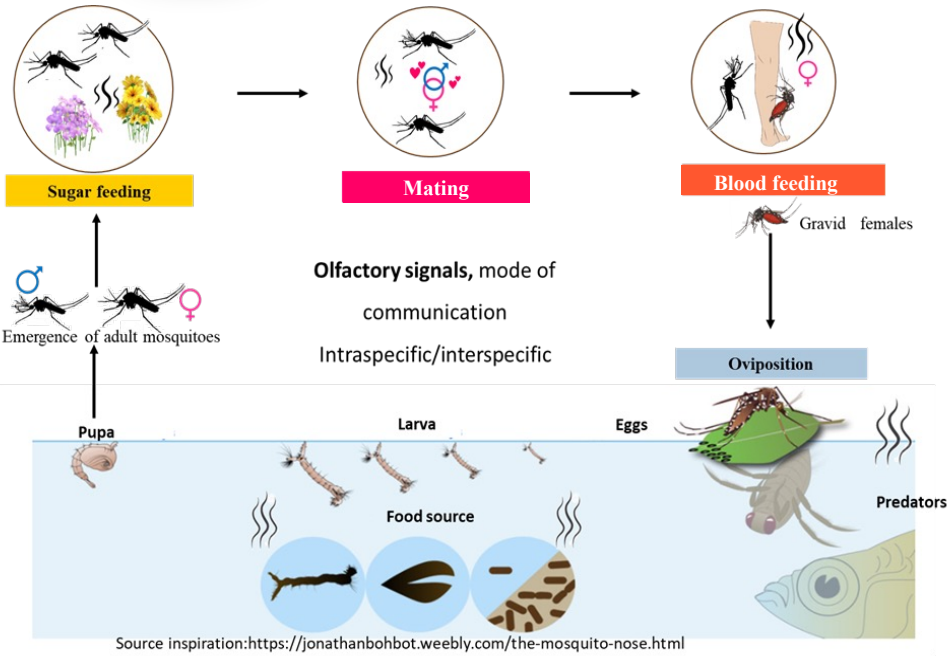 Sugar feeding
Mating
Blood feeding
Gravid females
Olfactory signals, mode of
communication
Intraspecific/interspecific
Emergence of adult mosquitoes
Oviposition
Pupa
Larva
Eggs
Predators
Food source
Source inspiration:https://jonathanbohbot.weebly.com/the-mosquito-nose.html